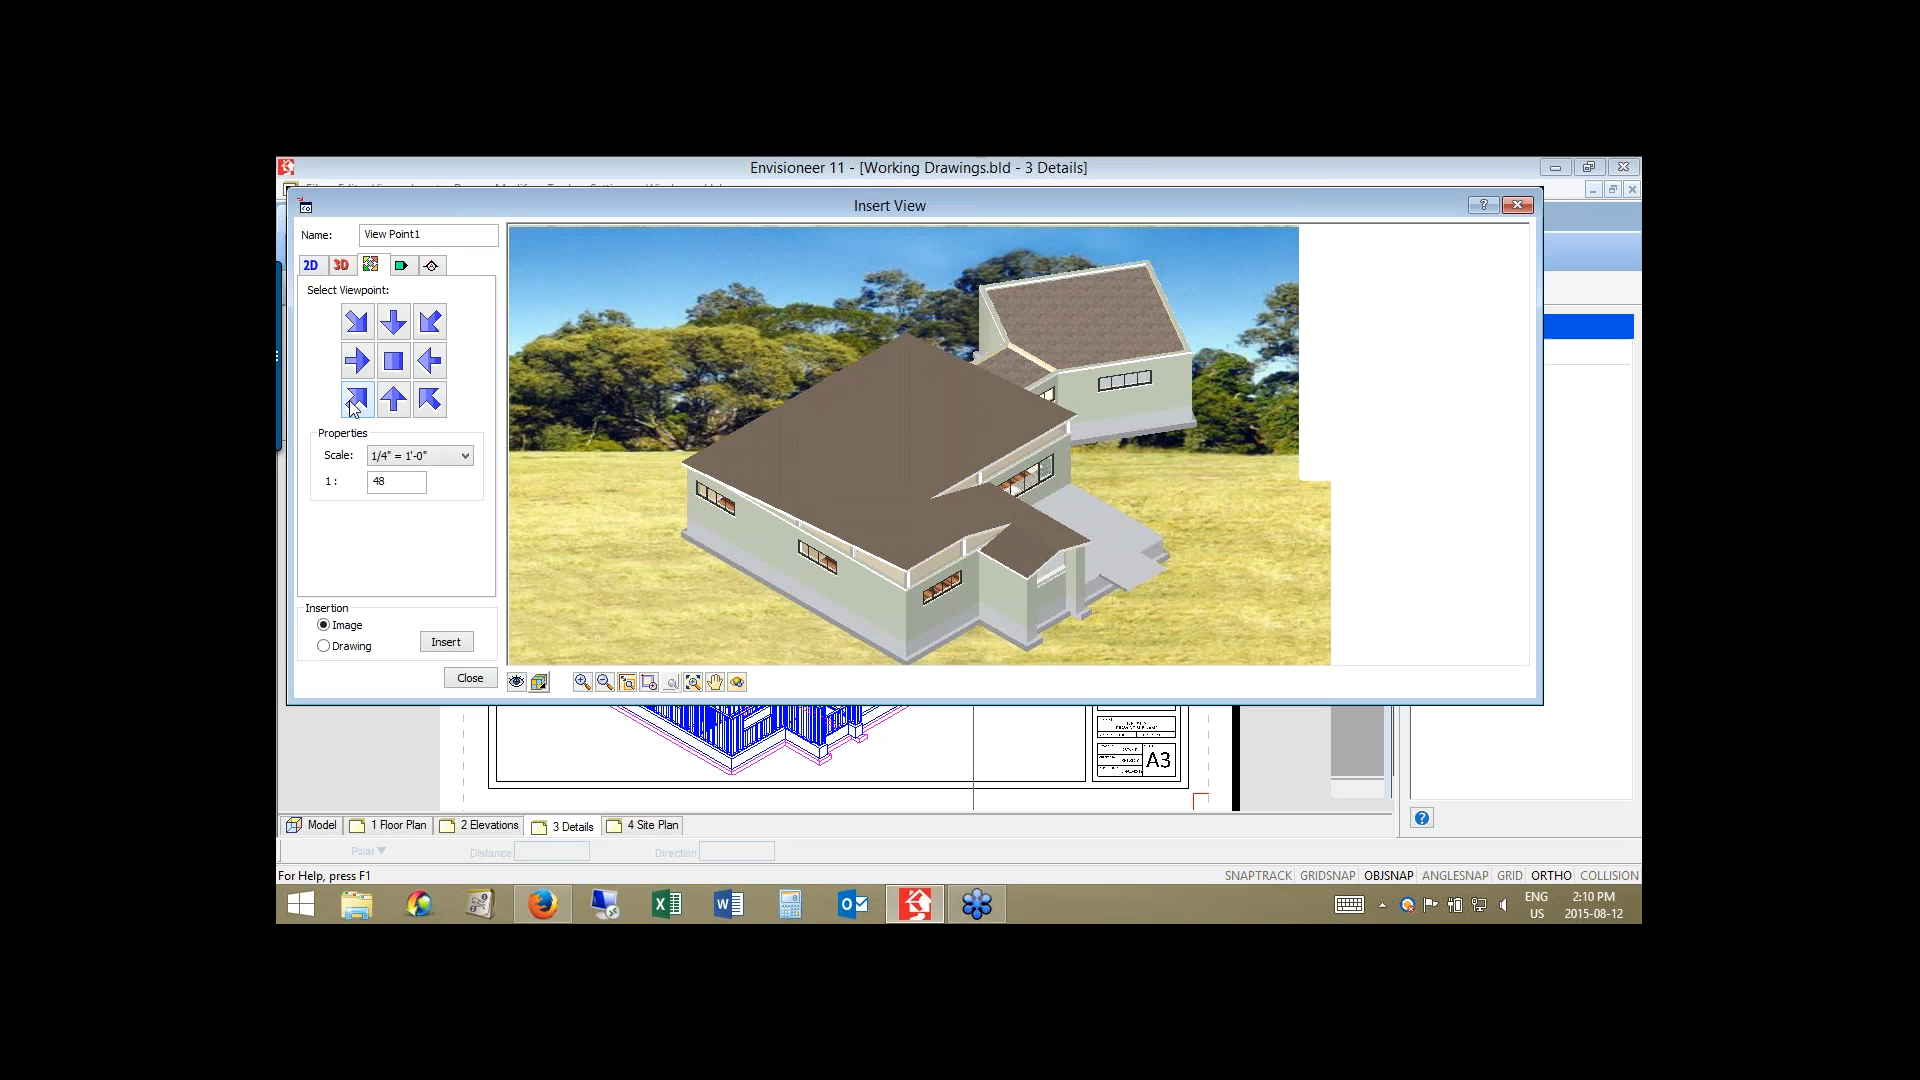 Envisioneer 11 - [Working Drawings.bld - 3 Details]
Insert View
Name: View Point1
2D 3D
Select Viewpoint:
Properties
Scale: 1/4" = 1'-0"
1 : 48
Insertion
Image
Drawing
Insert
Close
A3
Model 1 Floor Plan 2 Elevations 3 Details 4 Site Plan
Polar Distance Direction
For Help, press F1
SNAPTRACK GRIDSNAP OBJSNAP ANGLESNAP GRID ORTHO COLLISION
ENG 2:10 PM
US 2015-08-12